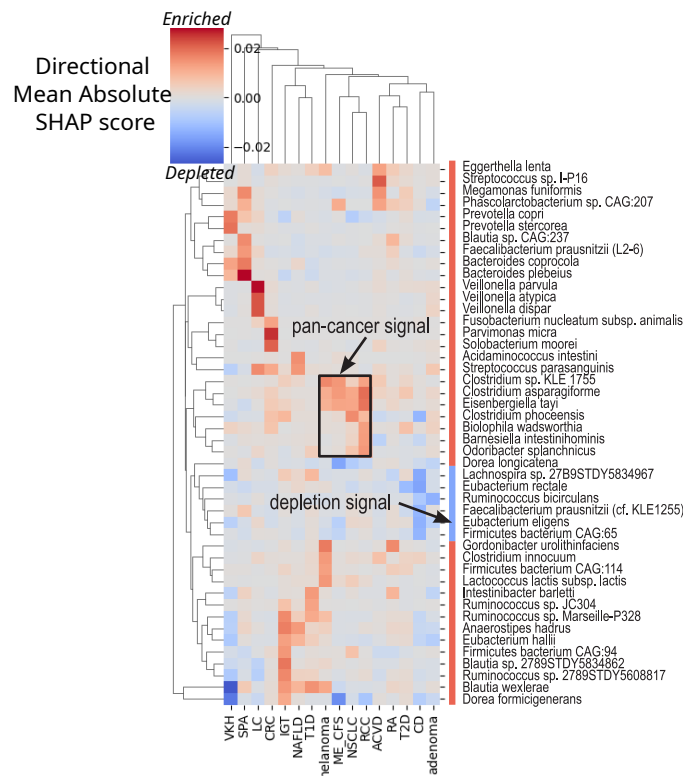 Enriched
Directional
Mean Absolute
SHAP score
0.02
0.00
−0.02
Depleted
Eggerthella lenta
Streptococcus sp. I-P16
Megamonas funiformis
Phascolarctobacterium sp. CAG:207
Prevotella copri
Prevotella stercorea
Blautia sp. CAG:237
Faecalibacterium prausnitzii (L2-6)
Bacteroides coprocola
Bacteroides plebeius
Veillonella parvula
Veillonella atypica
Veillonella dispar
Fusobacterium nucleatum subsp. animalis
Parvimonas micra
Solobacterium moorei
Acidaminococcus intestini
Streptococcus parasanguinis
Clostridium sp. KLE 1755
Clostridium asparagiforme
Eisenbergiella tayi
Clostridium phoceensis
Bilophila wadsworthia
Barnesiella intestinihominis
Odoribacter splanchnicus
Dorea longicatena
Lachnospira sp. 27B9STDY5834967
Eubacterium rectale
Ruminococcus bicirculans
Faecalibacterium prausnitzii (cf. KLE1255)
Eubacterium eligens
Firmicutes bacterium CAG:65
Gordonibacter urolithinfaciens
Clostridium innocuum
Firmicutes bacterium CAG:114
Lactococcus lactis subsp. lactis
Intestinibacter barletti
Ruminococcus sp. JC304
Ruminococcus sp. Marseille-P328
Anaerostipes hadrus
Eubacterium hallii
Firmicutes bacterium CAG:94
Blautia sp. 2789STDY5834862
Ruminococcus sp. 2789STDY5608817
Blautia wexlerae
Dorea formicigenerans
pan-cancer signal
depletion signal
VKH
SPA
LC
CRC
IGT
NAFLD
T1D
melanoma
ME_CFS
NSCLC
RCC
ACVD
RA
T2D
CD
adenoma